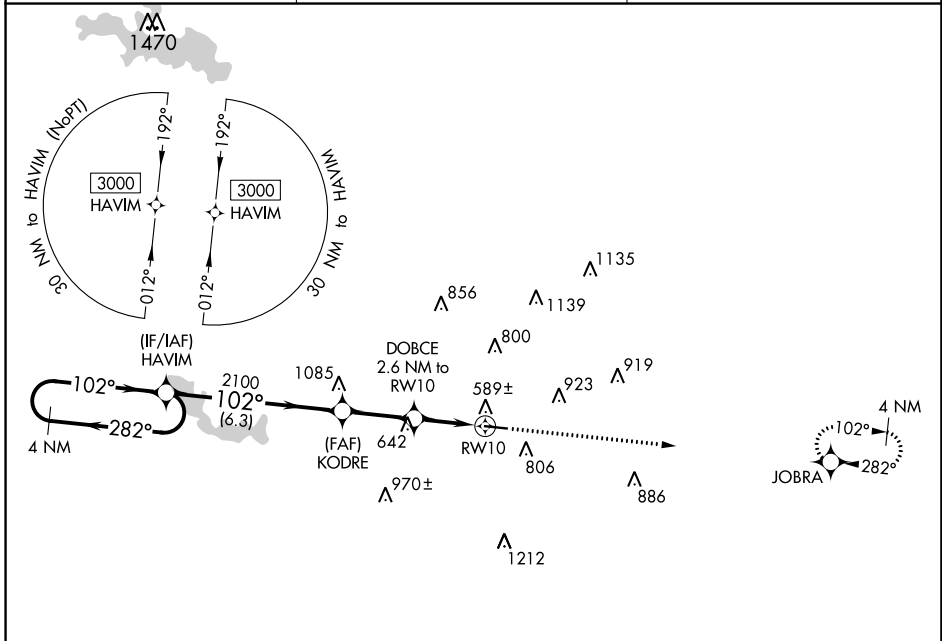 1470
30 NM to HAVIM (NoPT)
192°
3000
HAVIM
012°
192°
3000
HAVIM
012°
30 NM to HAVIM
1135
856
1139
(IF/IAF)
HAVIM
DOBCE
2.6 NM to
RW10
800
919
1085
2100
102°
102°
(6.3)
589±
923
4 NM
282°
4 NM
(FAF)
KODRE
642
RW10
806
102°
282°
JOBRA
970±
886
1212